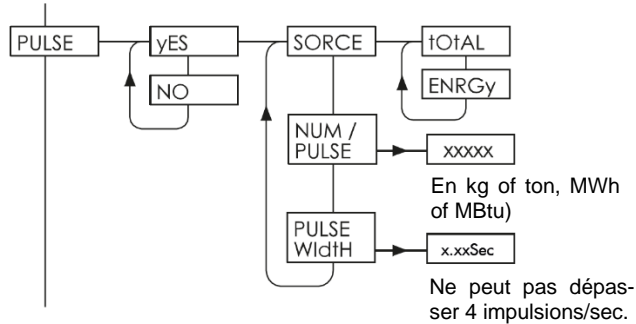 PULSE
yES
NO
SORCE
tOtAL
ENRGy
NUM /
PULSE
xxxxx
En kg of ton, MWh
of MBtu)
PULSE
WIdtH
x.xxSec
Ne peut pas dépas-
ser 4 impulsions/sec.